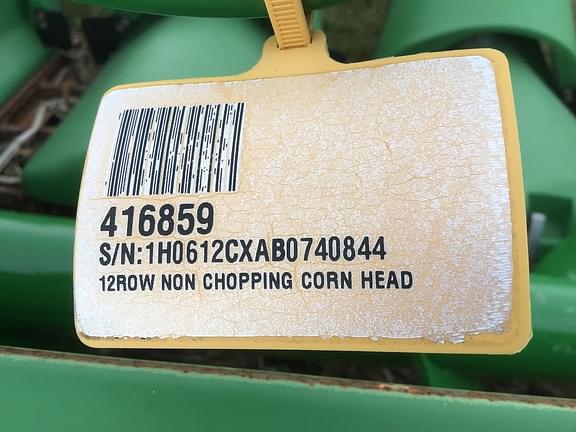 416859
S/N:1H0612CXAB0740844
12ROW NON CHOPPING CORN HEAD